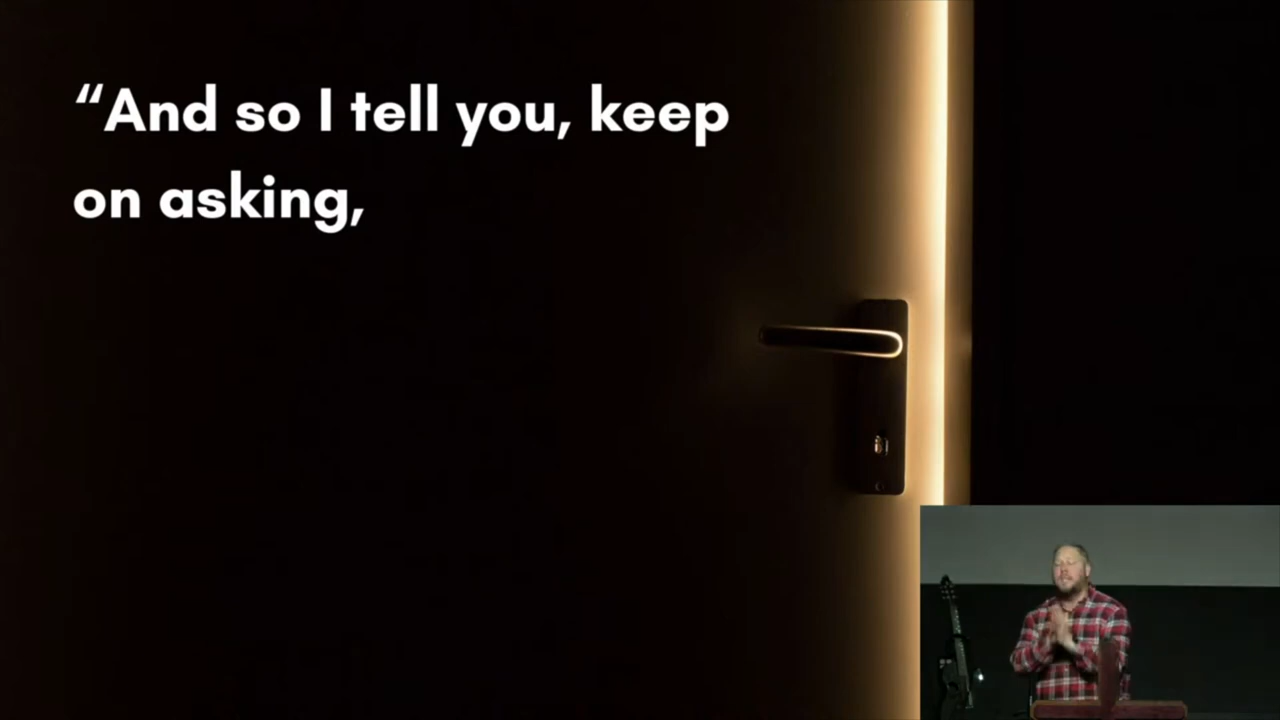 “And so I tell you, keep
on asking,